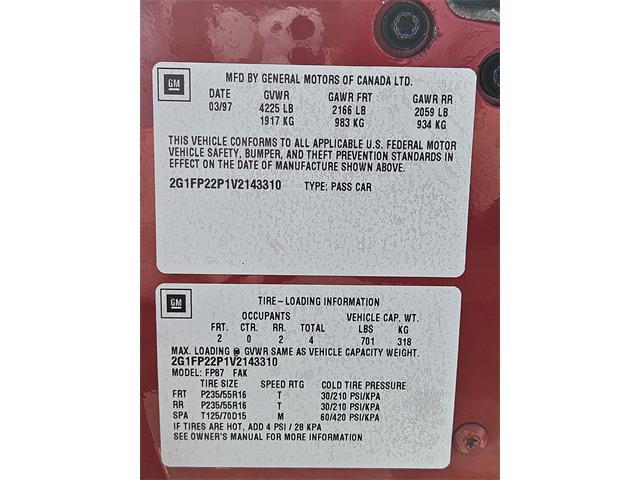 GM
MFD BY GENERAL MOTORS OF CANADA LTD.
DATE GVWR GAWR FRT GAWR RR
03/97 4225 LB 2166 LB 2059 LB
1917 KG 983 KG 934 KG
THIS VEHICLE CONFORMS TO ALL APPLICABLE U.S. FEDERAL MOTOR
VEHICLE SAFETY, BUMPER, AND THEFT PREVENTION STANDARDS IN
EFFECT ON THE DATE OF MANUFACTURE SHOWN ABOVE.
2G1FP22P1V2143310 TYPE: PASS CAR
GM
TIRE-LOADING INFORMATION
OCCUPANTS VEHICLE CAP. WT.
FRT. CTR. RR. TOTAL LBS KG
2 0 2 4 701 318
MAX. LOADING @ GVWR SAME AS VEHICLE CAPACITY WEIGHT.
2G1FP22P1V2143310
MODEL: FP87 FAK
TIRE SIZE SPEED RTG COLD TIRE PRESSURE
FRT P235/55R16 T 30/210 PSI/KPA
RR P235/55R16 T 30/210 PSI/KPA
SPA T125/70D15 M 60/420 PSI/KPA
IF TIRES ARE HOT, ADD 4 PSI/28 KPA
SEE OWNER'S MANUAL FOR MORE INFORMATION